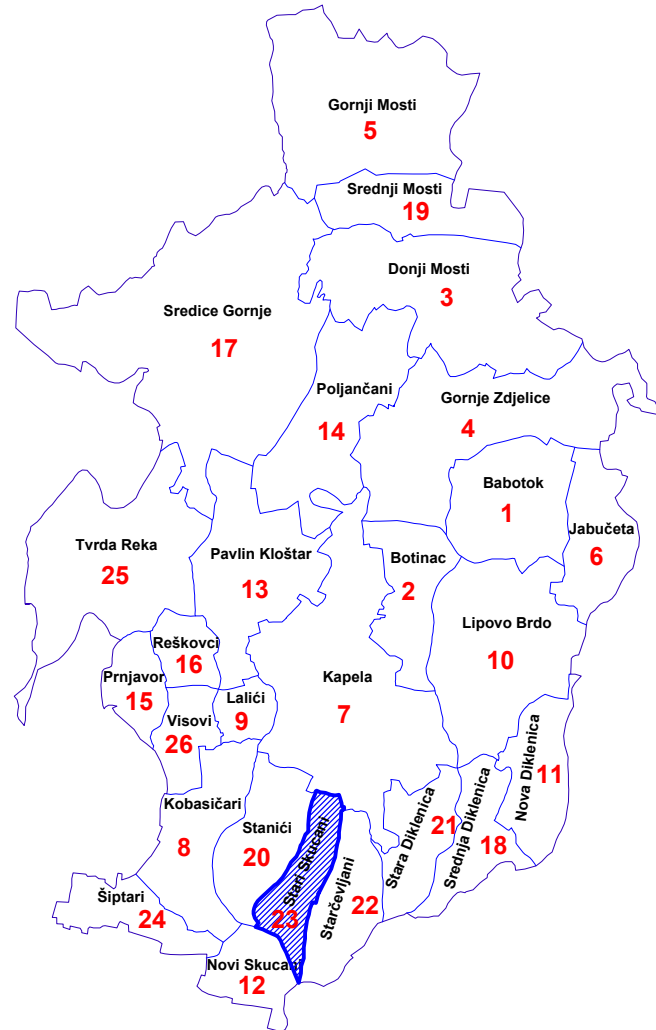 Gornji Mosti
5
Srednji Mosti
19
Donji Mosti
3
Sredice Gornje
17
Poljančani
14
Gornje Zdjelice
4
Babotok
1
Jabučeta
6
Tvrda Reka
25
Pavlin Kloštar
13
Botinac
2
Lipovo Brdo
10
Reškovci
16
Prnjavor
15
Lalići
9
Kapela
7
Visovi
26
Nova Diklenica
11
Kobasičari
8
Stanići
20
Stari Skucani
23
Starčevljani
22
Stara Diklenica
21
Srednja Diklenica
18
Šiptari
24
Novi Skucani
12